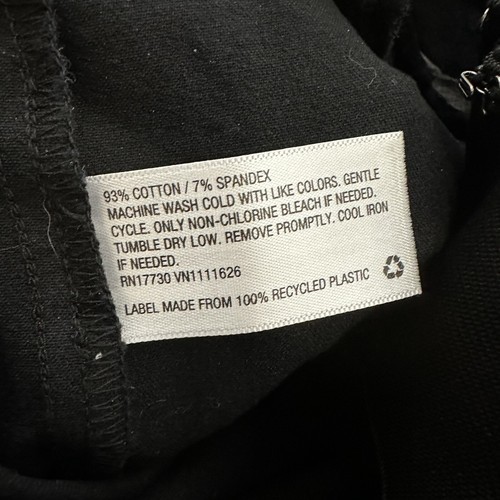 93% COTTON / 7% SPANDEX
MACHINE WASH COLD WITH LIKE COLORS. GENTLE
CYCLE. ONLY NON-CHLORINE BLEACH IF NEEDED.
TUMBLE DRY LOW. REMOVE PROMPTLY. COOL IRON
IF NEEDED.
RN17730 VN1111626
LABEL MADE FROM 100% RECYCLED PLASTIC